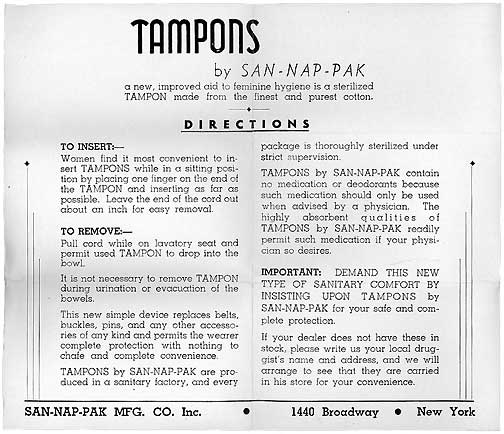 TAMPONS
by SAN-NAP-PAK
a new, improved aid to feminine hygiene is a sterilized
TAMPON made from the finest and purest cotton.
DIRECTIONS
TO INSERT:—
Women find it most convenient to in-
sert TAMPONS while in a sitting posi-
tion by placing one finger on the end of
the TAMPON and inserting as far as
possible. Leave the end of the cord out
about an inch for easy removal.
TO REMOVE:—
Pull cord while on lavatory seat and
permit used TAMPON to drop into the
bowl.
It is not necessary to remove TAMPON
during urination or evacuation of the
bowels.
This new simple device replaces belts,
buckles, pins, and any other accesso-
ries of any kind and permits the wearer
complete protection with nothing to
chafe and complete convenience.
TAMPONS by SAN-NAP-PAK are pro-
duced in a sanitary factory, and every
package is thoroughly sterilized under
strict supervision.
TAMPONS by SAN-NAP-PAK contain
no medication or deodorants because
such medication should only be used
when advised by a physician. The
highly absorbent qualities of
TAMPONS by SAN-NAP-PAK readily
permit such medication if your physi-
cian so desires.
IMPORTANT: DEMAND THIS NEW
TYPE OF SANITARY COMFORT BY
INSISTING UPON TAMPONS by
SAN-NAP-PAK for your safe and com-
plete protection.
If your dealer does not have these in
stock, please write us your local drug-
gist's name and address, and we will
arrange to see that they are carried
in his store for your convenience.
SAN-NAP-PAK MFG. CO. Inc. ● 1440 Broadway ● New York